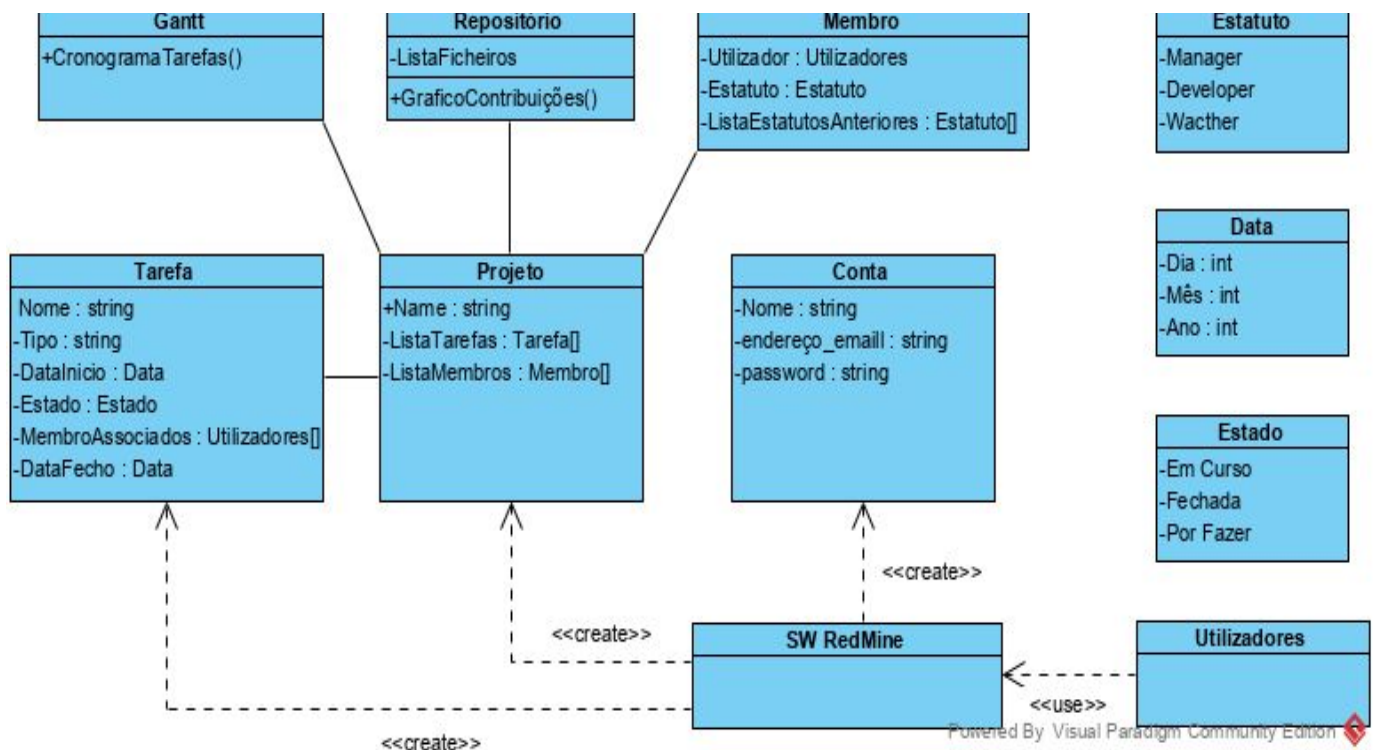 Gantt
+CronogramaTarefas()
Repositório
-ListaFicheiros
+GraficoContribuições()
Membro
-Utilizador : Utilizadores
-Estatuto : Estatuto
-ListaEstatutosAnteriores : Estatuto[]
Estatuto
-Manager
-Developer
-Wacther
Tarefa
Nome : string
-Tipo : string
-DataInicio : Data
-Estado : Estado
-MembroAssociados : Utilizadores[]
-DataFecho : Data
Projeto
+Name : string
-ListaTarefas : Tarefa[]
-ListaMembros : Membro[]
Conta
-Nome : string
-endereço_emaill : string
-password : string
Data
-Dia : int
-Mês : int
-Ano : int
Estado
-Em Curso
-Fechada
-Por Fazer
<<create>>
<<create>>
SW RedMine
Utilizadores
<<use>>
<<create>>
Powered By Visual Paradigm Community Edition